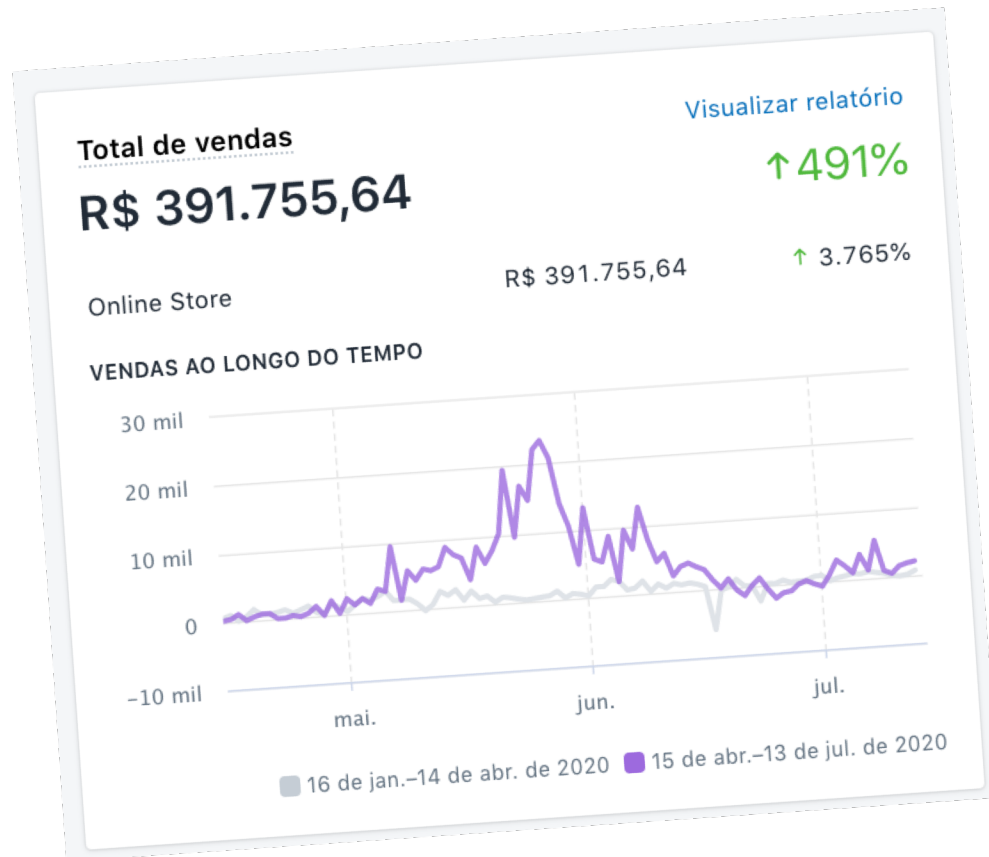 Visualizar relatório
Total de vendas
R$ 391.755,64
↑491%
Online Store R$ 391.755,64 ↑ 3.765%
VENDAS AO LONGO DO TEMPO
30 mil
20 mil
10 mil
0
−10 mil
mai. jun. jul.
16 de jan.–14 de abr. de 2020 15 de abr.–13 de jul. de 2020